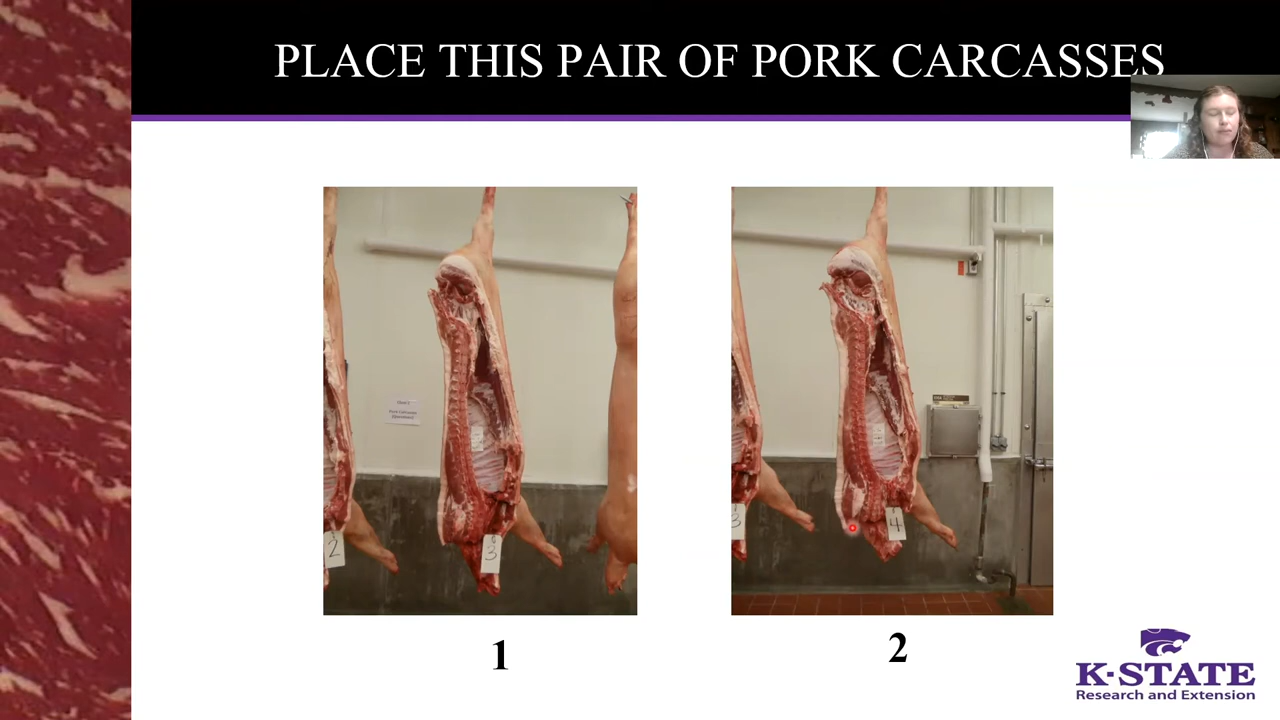 PLACE THIS PAIR OF PORK CARCASSES
2
3
3
4
1
2
K-STATE
Research and Extension